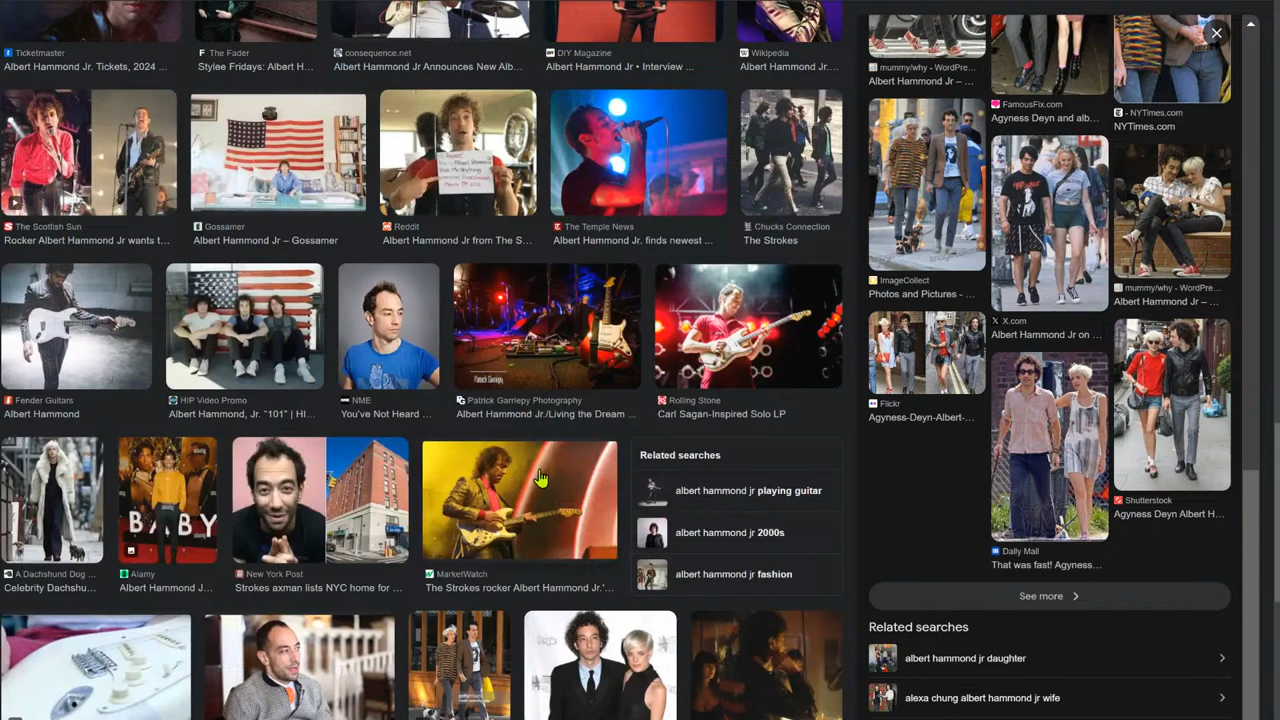 Ticketmaster
Albert Hammond Jr. Tickets, 2024 ...
The Fader
Stylee Fridays: Albert H...
consequence.net
Albert Hammond Jr Announces New Alb...
DIY Magazine
Albert Hammond Jr • Interview ...
Wikipedia
Albert Hammond Jr....
The Scottish Sun
Rocker Albert Hammond Jr wants t...
Gossamer
Albert Hammond Jr – Gossamer
Reddit
Albert Hammond Jr from The S...
The Temple News
Albert Hammond Jr. finds newest ...
Chucks Connection
The Strokes
Fender Guitars
Albert Hammond
HIP Video Promo
Albert Hammond, Jr. "101" | HI...
NME
You've Not Heard ...
Patrick Garriepy Photography
Albert Hammond Jr./Living the Dream ...
Rolling Stone
Carl Sagan-Inspired Solo LP
BABY
A Dachshund Dog ...
Celebrity Dachshu...
Alamy
Albert Hammond J...
New York Post
Strokes axman lists NYC home for ...
MarketWatch
The Strokes rocker Albert Hammond Jr.'...
Related searches
albert hammond jr playing guitar
albert hammond jr 2000s
albert hammond jr fashion
mummy/why - WordPre...
Albert Hammond Jr – ...
FamousFix.com
Agyness Deyn and alb...
- NYTimes.com
NYTimes.com
ImageCollect
Photos and Pictures - ...
X.com
Albert Hammond Jr on ...
mummy/why - WordPre...
Albert Hammond Jr – ...
Flickr
Agyness-Deyn-Albert-...
Daily Mail
That was fast! Agyness...
Shutterstock
Agyness Deyn Albert H...
See more
Related searches
albert hammond jr daughter
alexa chung albert hammond jr wife